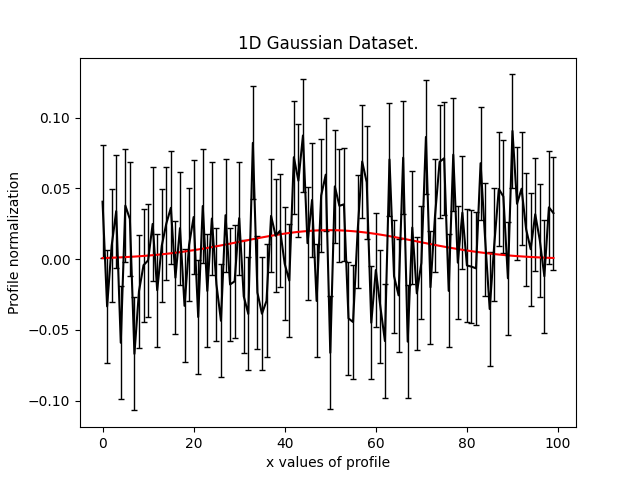 1D Gaussian Dataset.
Profile normalization
0.10
0.05
0.00
−0.05
−0.10
0 20 40 60 80 100
x values of profile